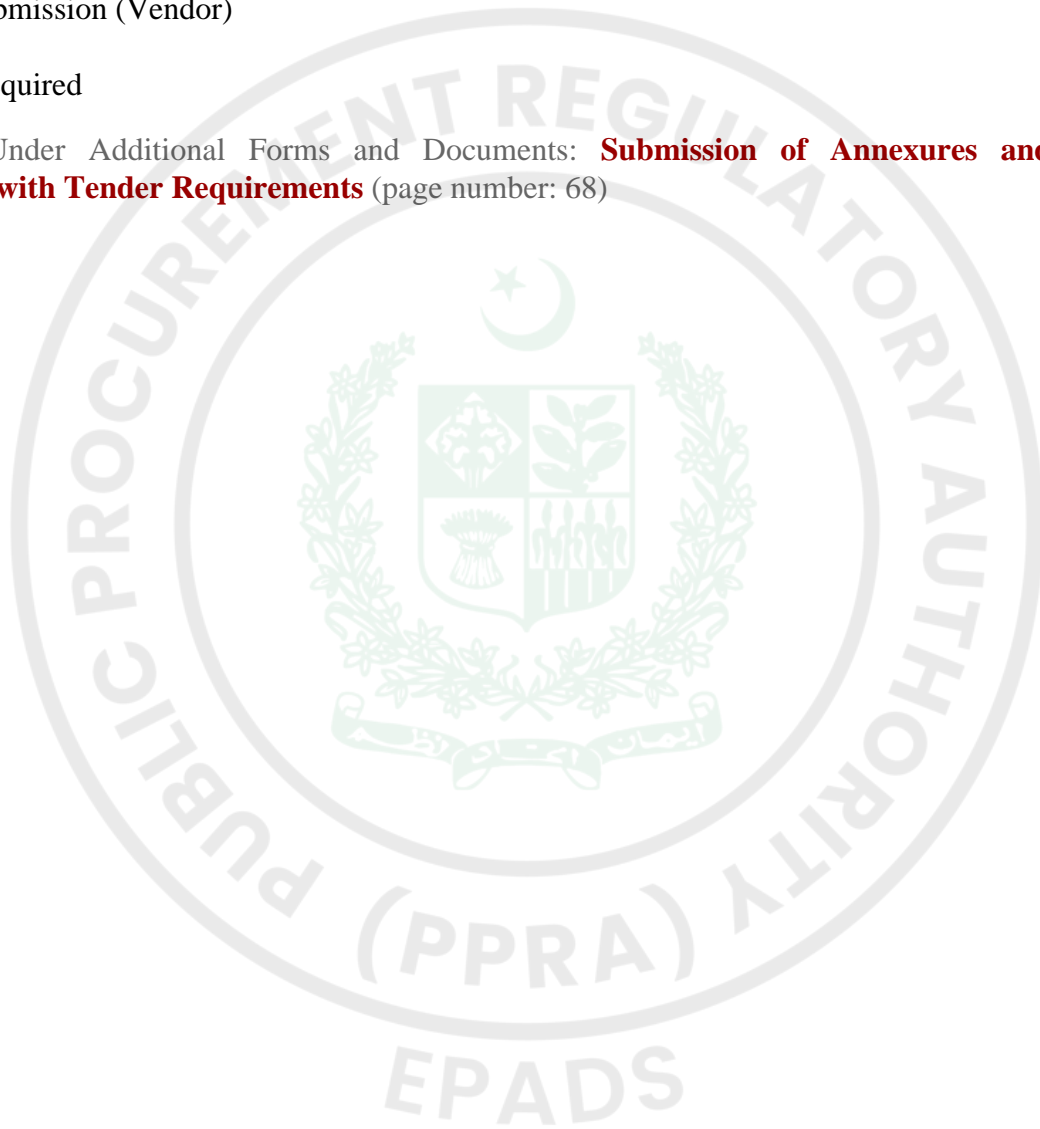 bmission (Vendor)
quired
Under Additional Forms and Documents: Submission of Annexures and
with Tender Requirements (page number: 68)
PUBLIC PROCUREMENT REGULATORY AUTHORITY
(PPRA)
EPADS